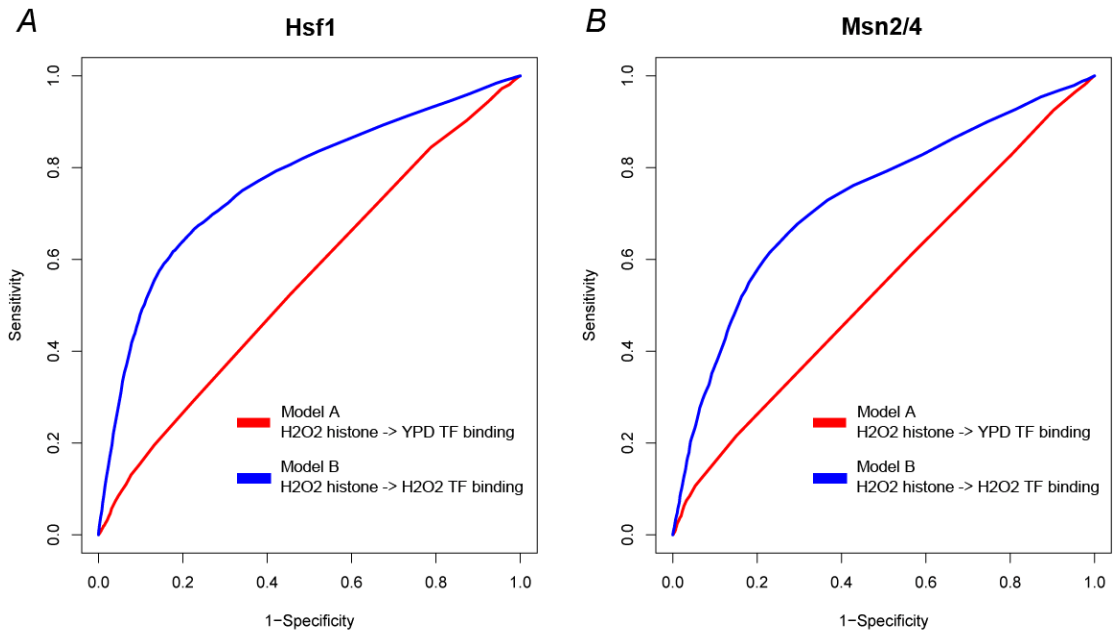 A
Hsf1
Sensitivity
1.0
0.8
0.6
0.4
0.2
0.0
Model A
H2O2 histone -> YPD TF binding
Model B
H2O2 histone -> H2O2 TF binding
0.0 0.2 0.4 0.6 0.8 1.0
1−Specificity
B
Msn2/4
Sensitivity
1.0
0.8
0.6
0.4
0.2
0.0
Model A
H2O2 histone -> YPD TF binding
Model B
H2O2 histone -> H2O2 TF binding
0.0 0.2 0.4 0.6 0.8 1.0
1−Specificity